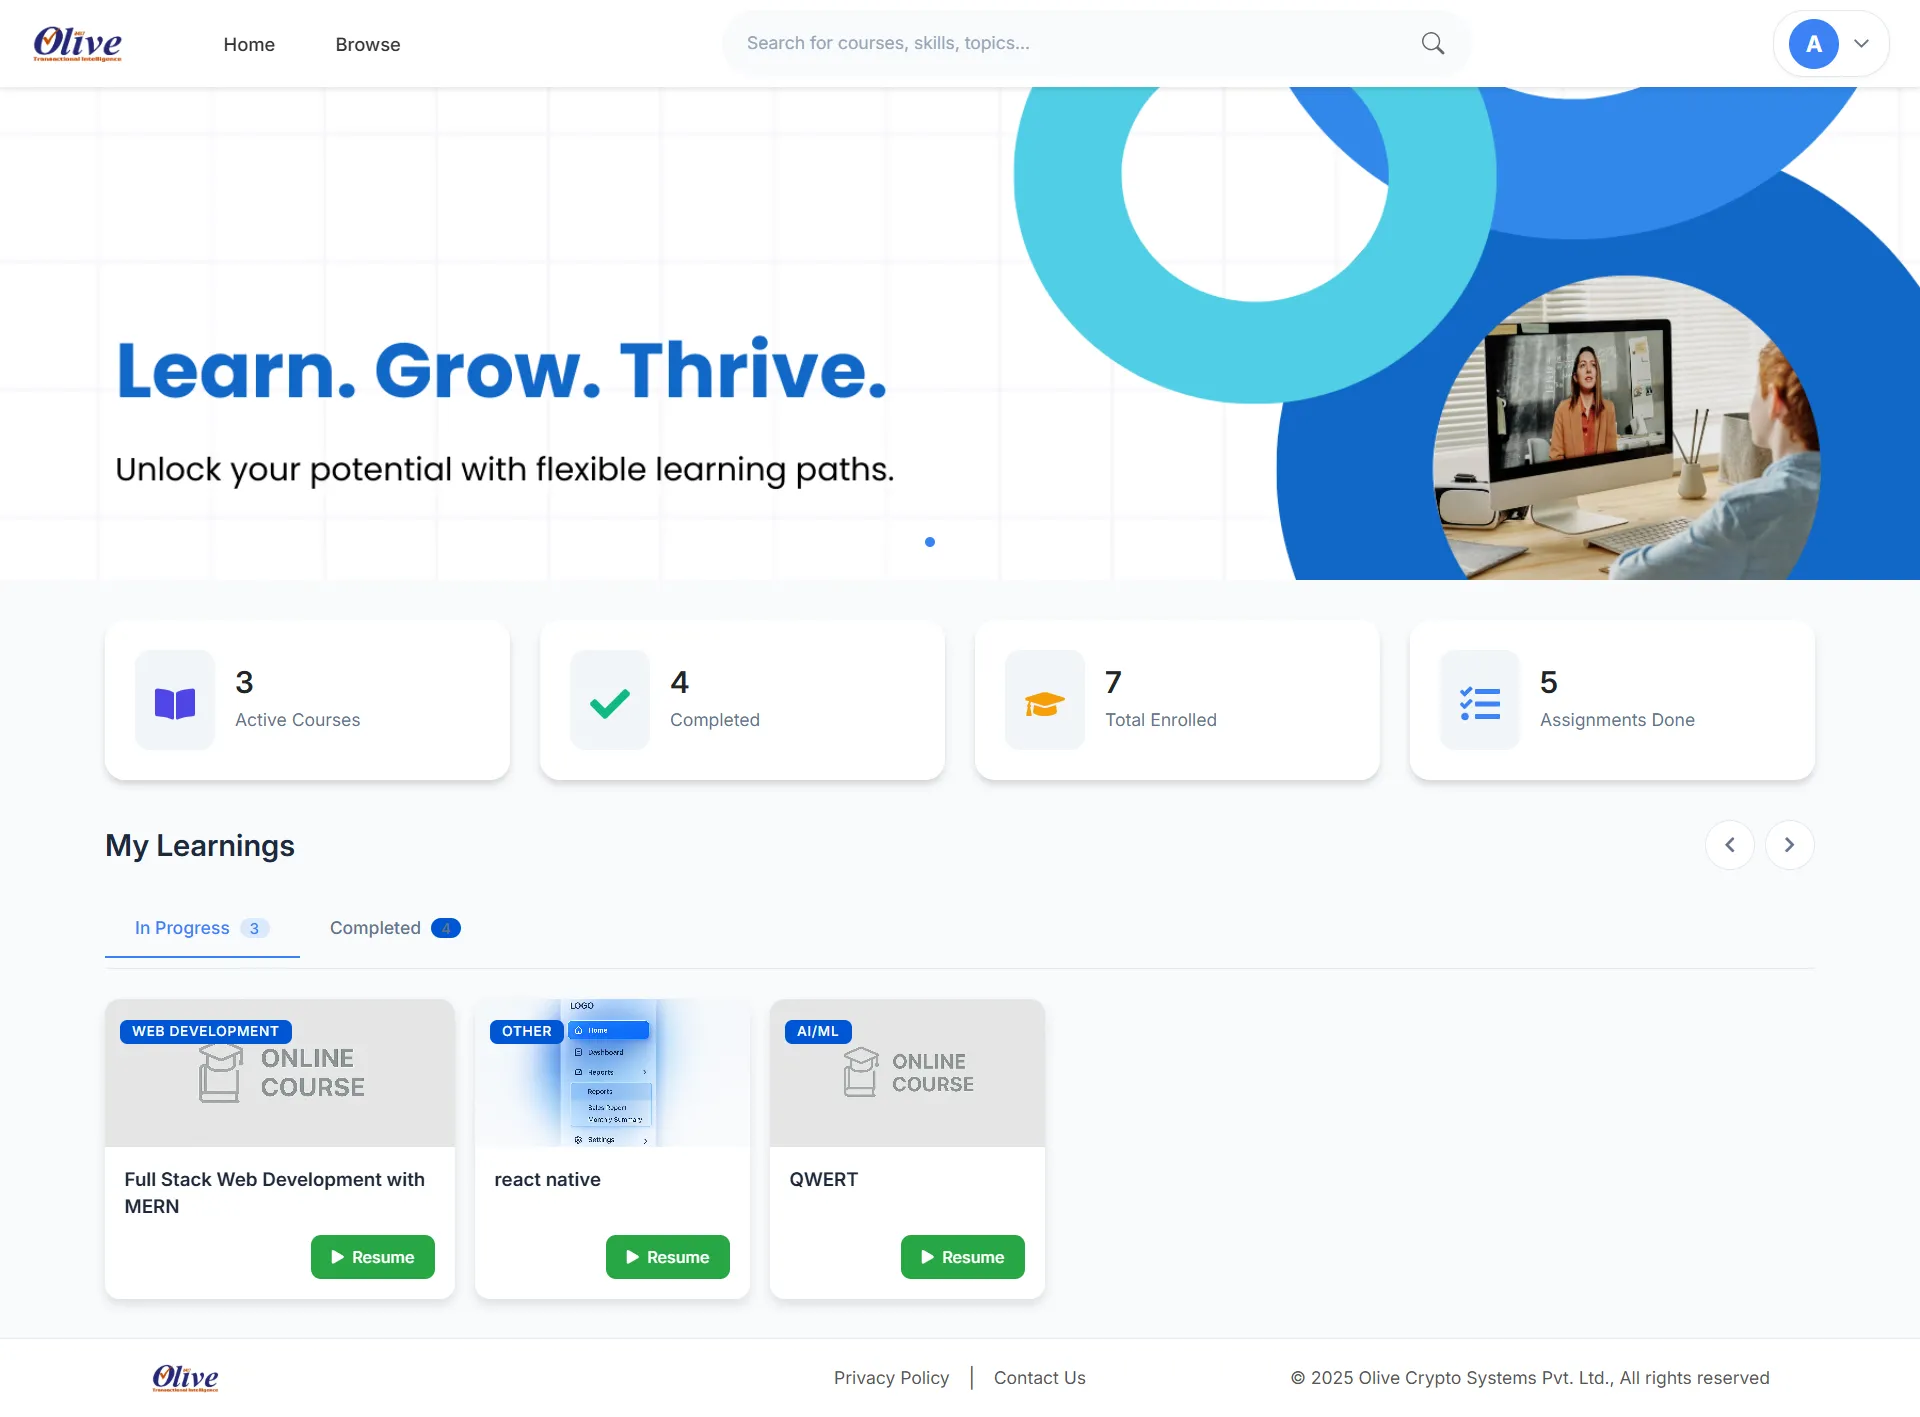 Olive
Transactional Intelligence
Home
Browse
Search for courses, skills, topics...
A
Learn. Grow. Thrive.
Unlock your potential with flexible learning paths.
3
Active Courses
4
Completed
7
Total Enrolled
5
Assignments Done
My Learnings
In Progress 3
Completed 4
WEB DEVELOPMENT
ONLINE
COURSE
Full Stack Web Development with
MERN
Resume
OTHER
LOGO
Home
Dashboard
Reports
Reports
Sales Report
Monthly Summary
Settings
react native
Resume
AI/ML
ONLINE
COURSE
QWERT
Resume
Olive
Transactional Intelligence
Privacy Policy | Contact Us
© 2025 Olive Crypto Systems Pvt. Ltd., All rights reserved